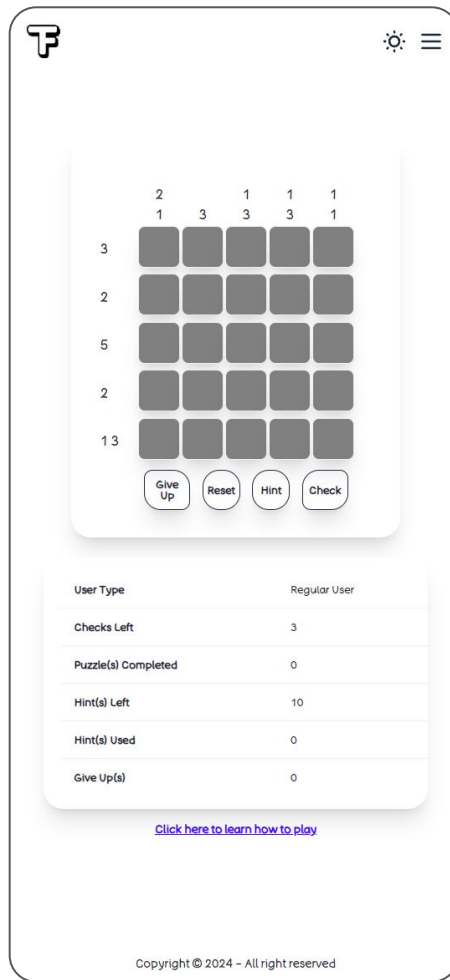 TF
2 1 1 1
1 3 3 3 1
3
2
5
2
1 3
Give
Up
Reset
Hint
Check
User Type Regular User
Checks Left 3
Puzzle(s) Completed 0
Hint(s) Left 10
Hint(s) Used 0
Give Up(s) 0
Click here to learn how to play
Copyright © 2024 - All right reserved